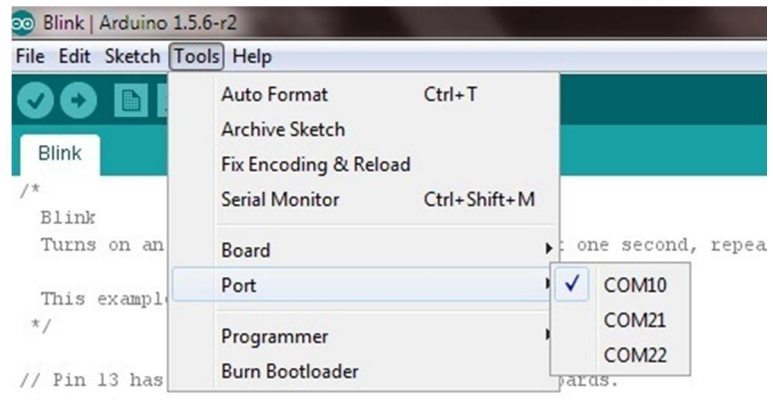 Blink | Arduino 1.5.6-r2
File Edit Sketch Tools Help
Auto Format Ctrl+T
Archive Sketch
Blink
Fix Encoding & Reload
/*
Serial Monitor Ctrl+Shift+M
Blink
Turns on an one second, repea
Board
Port
COM10
This exampl
COM21
*/
Programmer
COM22
Burn Bootloader
// Pin 13 has